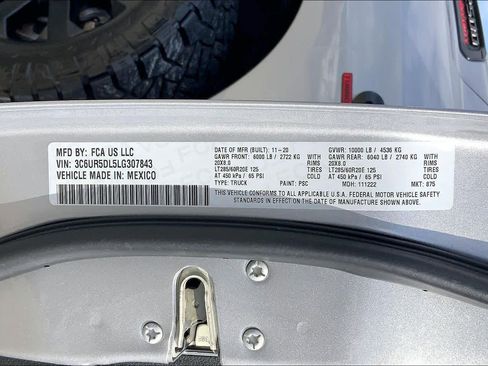 MFD BY: FCA US LLC
VIN: 3C6UR5DL5LG307843
VEHICLE MADE IN: MEXICO
DATE OF MFR (BUILT): 11-20 GVWR: 10000 LB / 4536 KG
GAWR FRONT: 6000 LB / 2722 KG WITH GAWR REAR: 6040 LB / 2740 KG WITH
20X8.0 RIMS 20X8.0 RIMS
LT285/60R20E 125 TIRES LT285/60R20E 125 TIRES
AT 450 kPa / 65 PSI COLD AT 450 kPa / 65 PSI COLD
THIS VEHICLE CONFORMS TO ALL APPLICABLE U.S.A. FEDERAL MOTOR VEHICLE SAFETY
STANDARDS IN EFFECT ON THE DATE OF MANUFACTURE SHOWN ABOVE.
TYPE: TRUCK PAINT: PSC MDH: 111222 MKT: 875